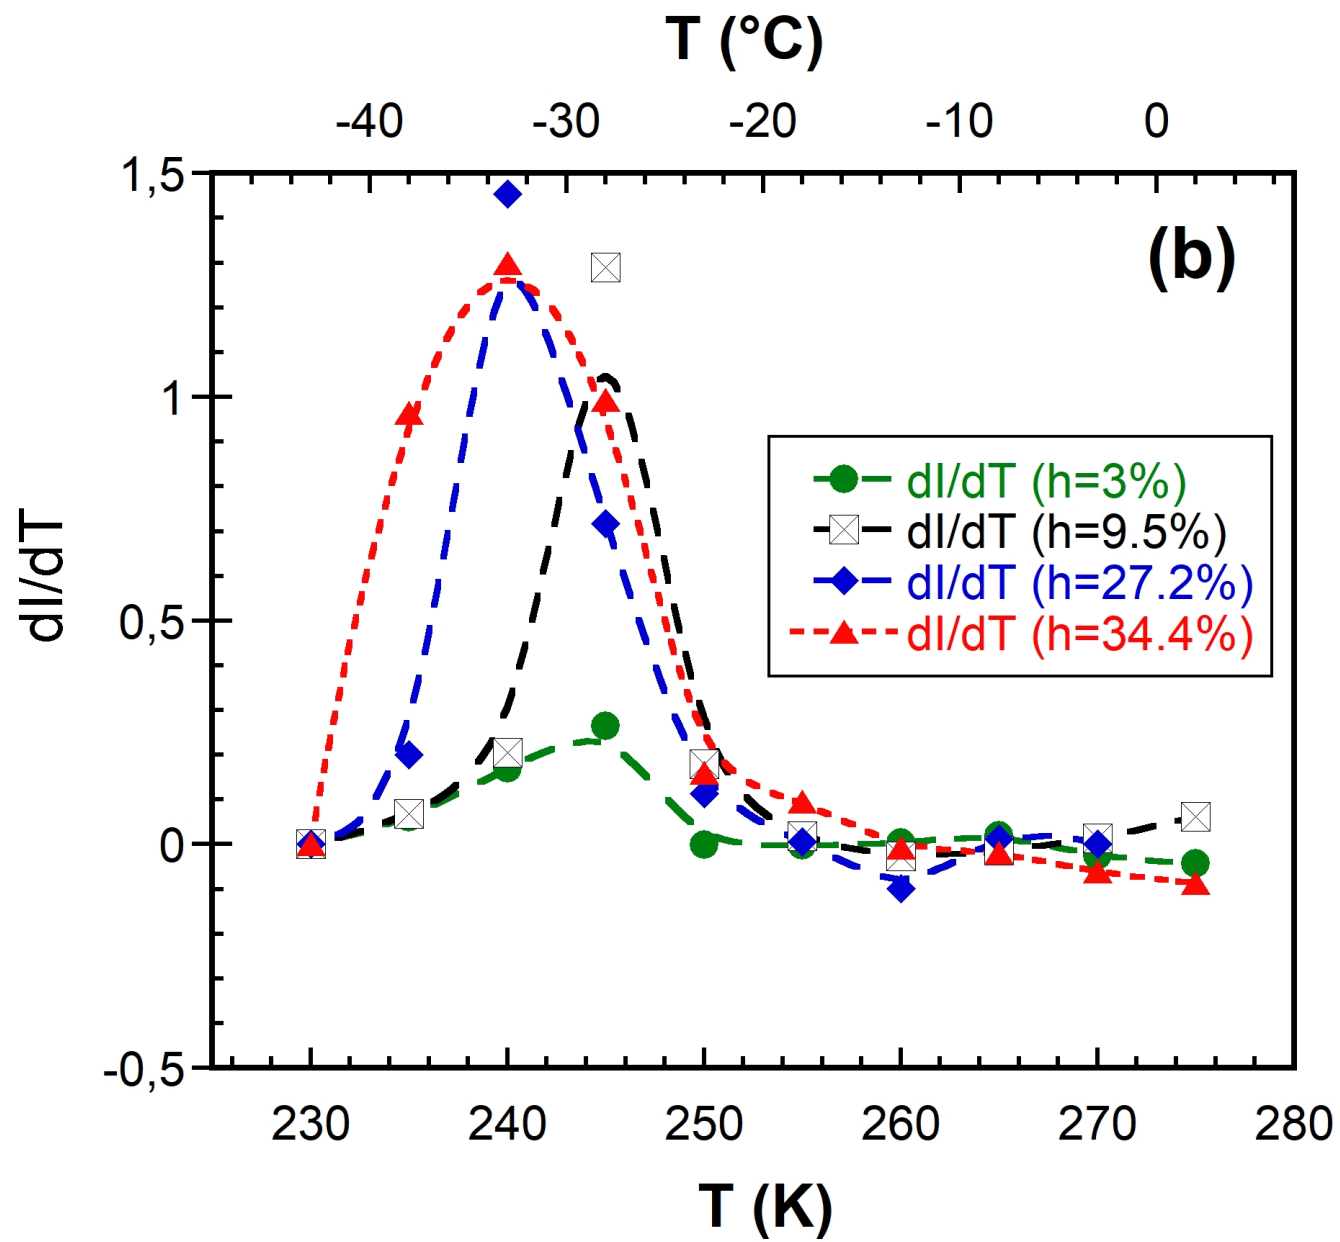 T (°C)
-40 -30 -20 -10 0
1,5
(b)
1
dI/dT (h=3%)
dI/dT (h=9.5%)
dI/dT (h=27.2%)
dI/dT (h=34.4%)
dI/dT
0,5
0
-0,5
230 240 250 260 270 280
T (K)